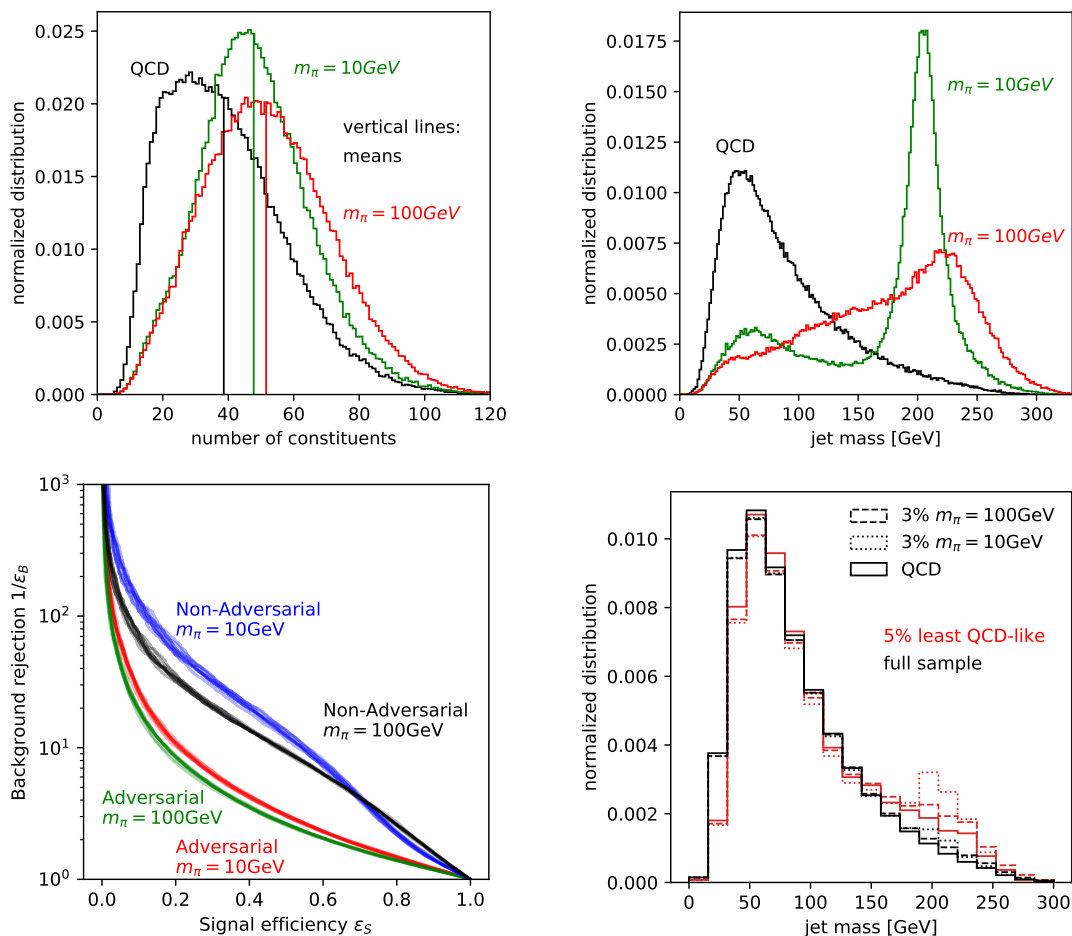 normalized distribution
0.025
0.020
0.015
0.010
0.005
0.000
QCD
m_π = 10GeV
vertical lines:
means
m_π = 100GeV
0 20 40 60 80 100 120
number of constituents
normalized distribution
0.0175
0.0150
0.0125
0.0100
0.0075
0.0050
0.0025
0.0000
m_π = 10GeV
QCD
m_π = 100GeV
0 50 100 150 200 250 300
jet mass [GeV]
Background rejection 1/ε_B
10³
10²
10¹
10⁰
Non-Adversarial
m_π = 10GeV
Non-Adversarial
m_π = 100GeV
Adversarial
m_π = 100GeV
Adversarial
m_π = 10GeV
0.0 0.2 0.4 0.6 0.8 1.0
Signal efficiency ε_S
normalized distribution
0.010
0.008
0.006
0.004
0.002
0.000
3% m_π = 100GeV
3% m_π = 10GeV
QCD
5% least QCD-like
full sample
0 50 100 150 200 250 300
jet mass [GeV]